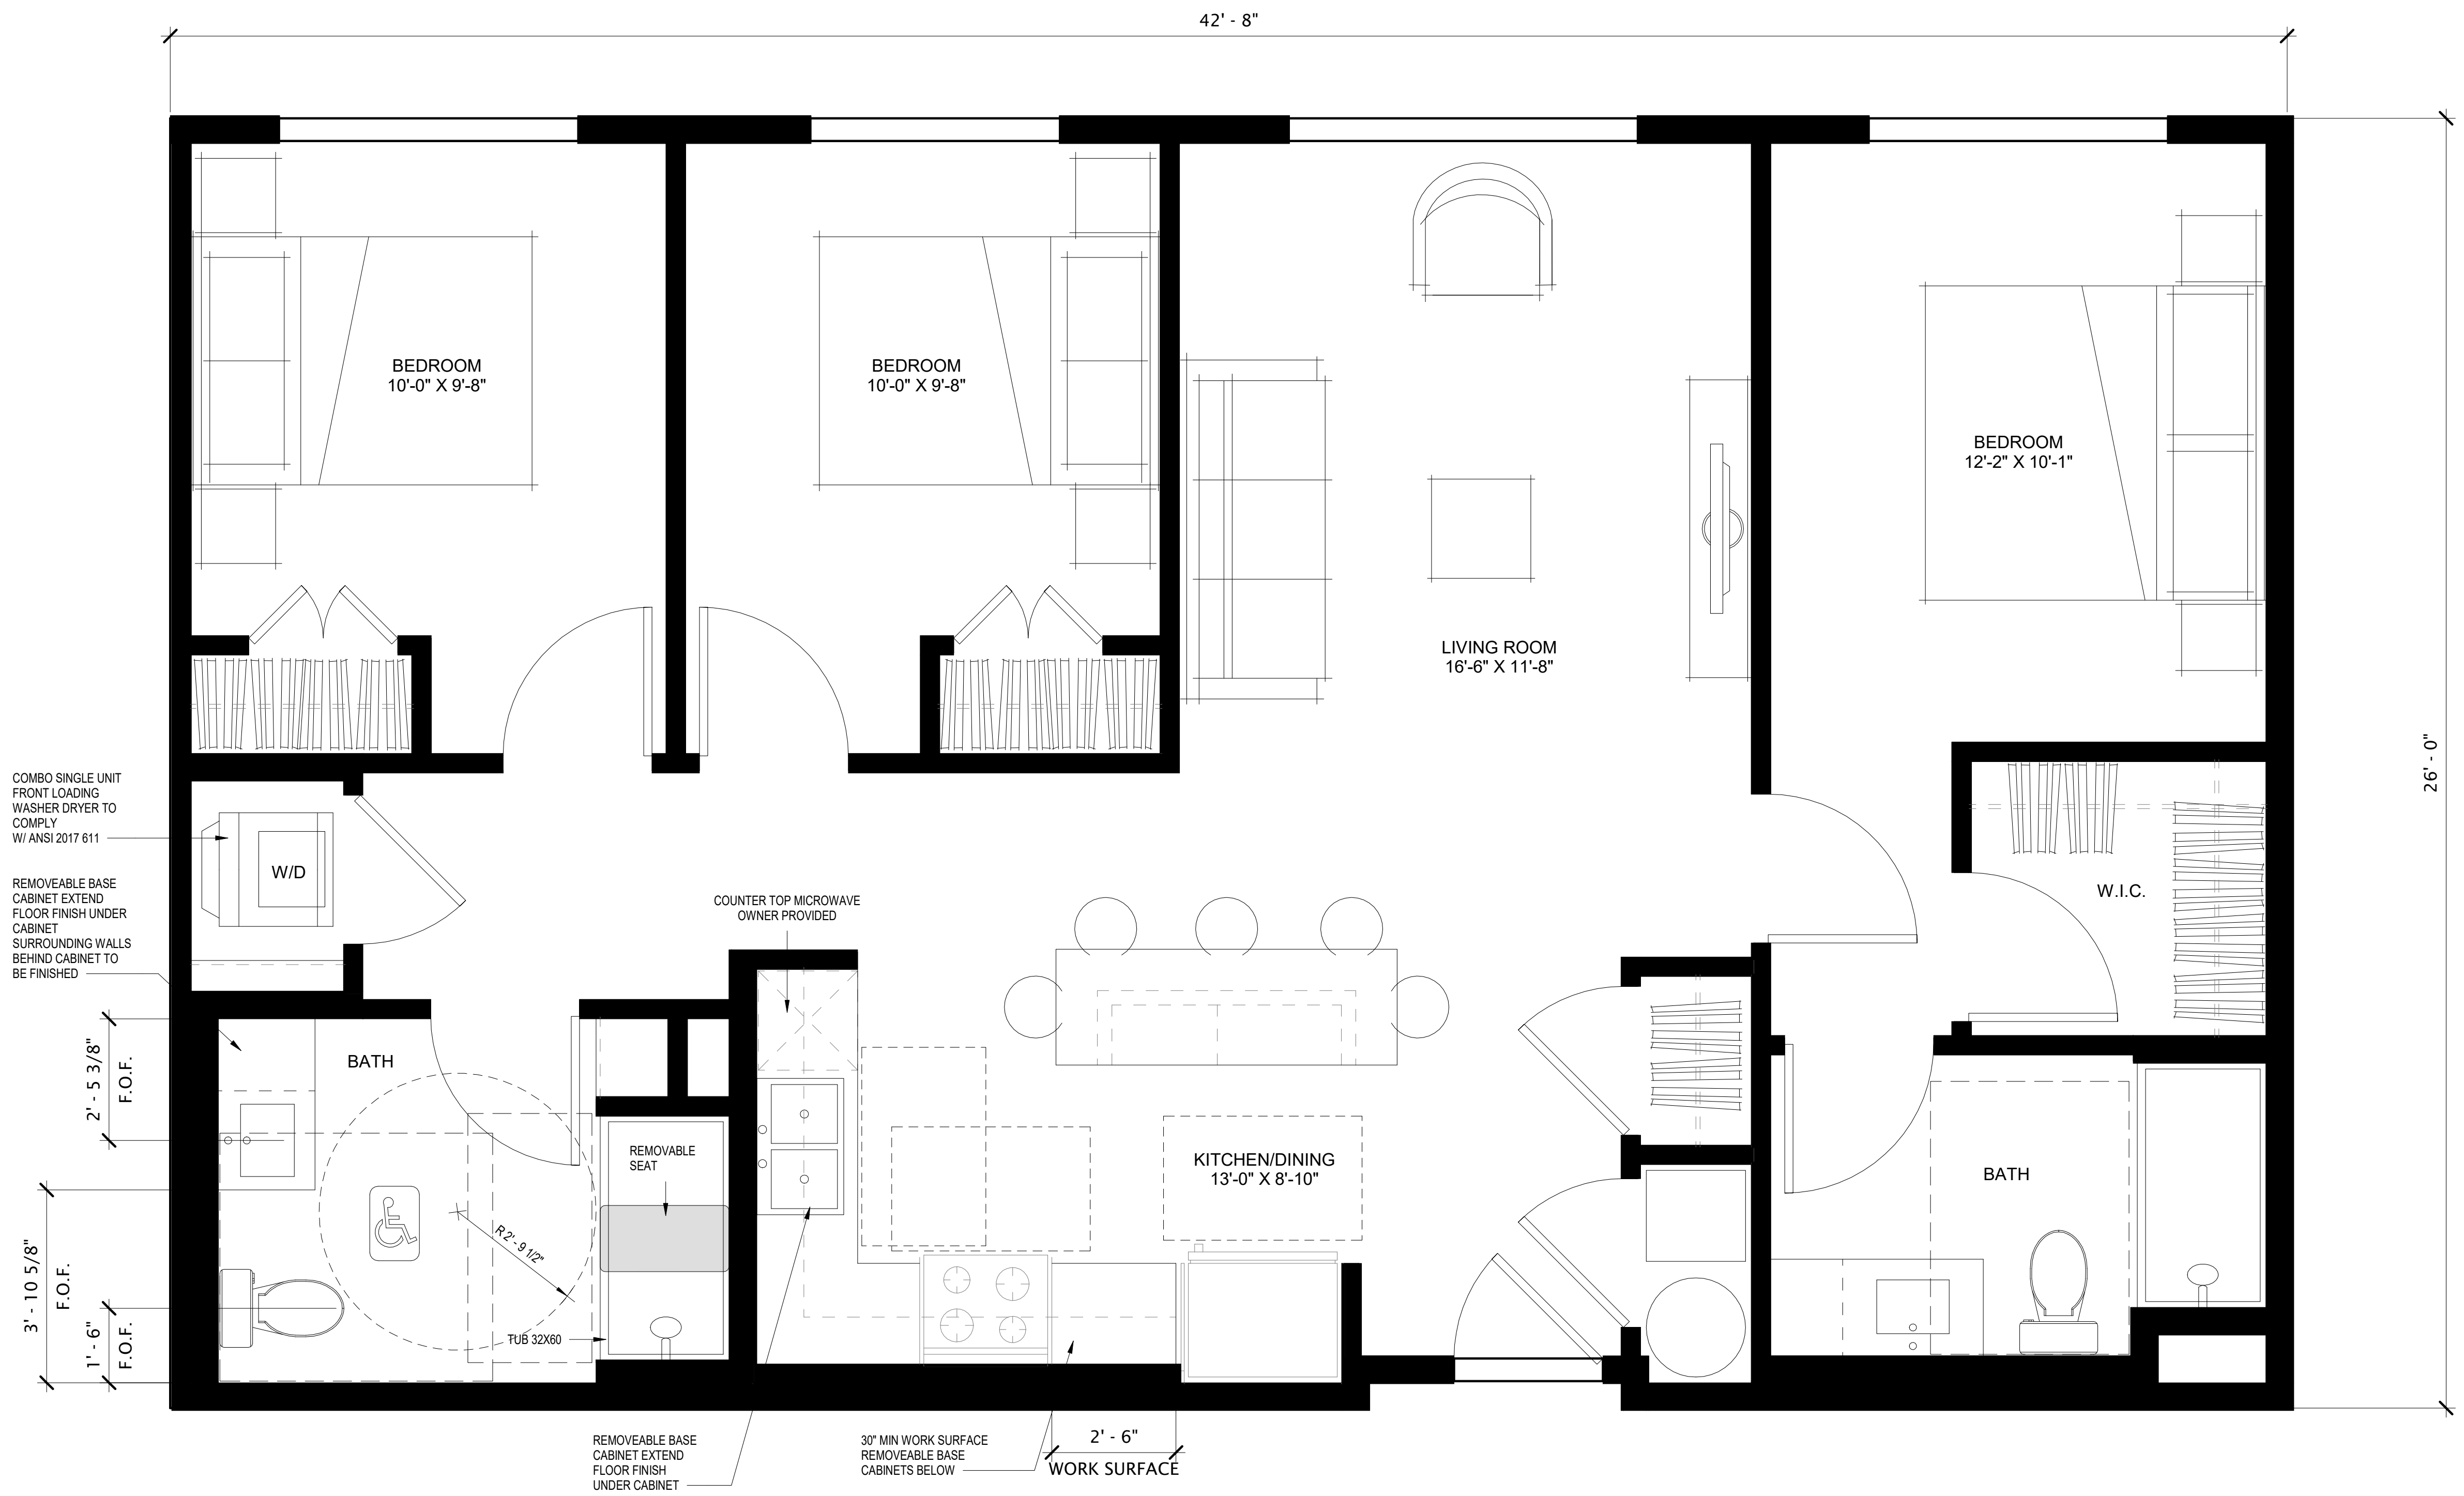 42' - 8"
BEDROOM
10'-0" X 9'-8"
BEDROOM
10'-0" X 9'-8"
BEDROOM
12'-2" X 10'-1"
LIVING ROOM
16'-6" X 11'-8"
26' - 0"
COMBO SINGLE UNIT
FRONT LOADING
WASHER DRYER TO
COMPLY
W/ ANSI 2017 611
W/D
REMOVEABLE BASE
CABINET EXTEND
FLOOR FINISH UNDER
CABINET
SURROUNDING WALLS
BEHIND CABINET TO
BE FINISHED
COUNTER TOP MICROWAVE
OWNER PROVIDED
W.I.C.
2' - 5 3/8"
F.O.F.
BATH
REMOVABLE
SEAT
KITCHEN/DINING
13'-0" X 8'-10"
BATH
R 2' - 9 1/2"
3' - 10 5/8"
F.O.F.
1' - 6"
F.O.F.
TUB 32X60
REMOVEABLE BASE
CABINET EXTEND
FLOOR FINISH
UNDER CABINET
30" MIN WORK SURFACE
REMOVEABLE BASE
CABINETS BELOW
2' - 6"
WORK SURFACE